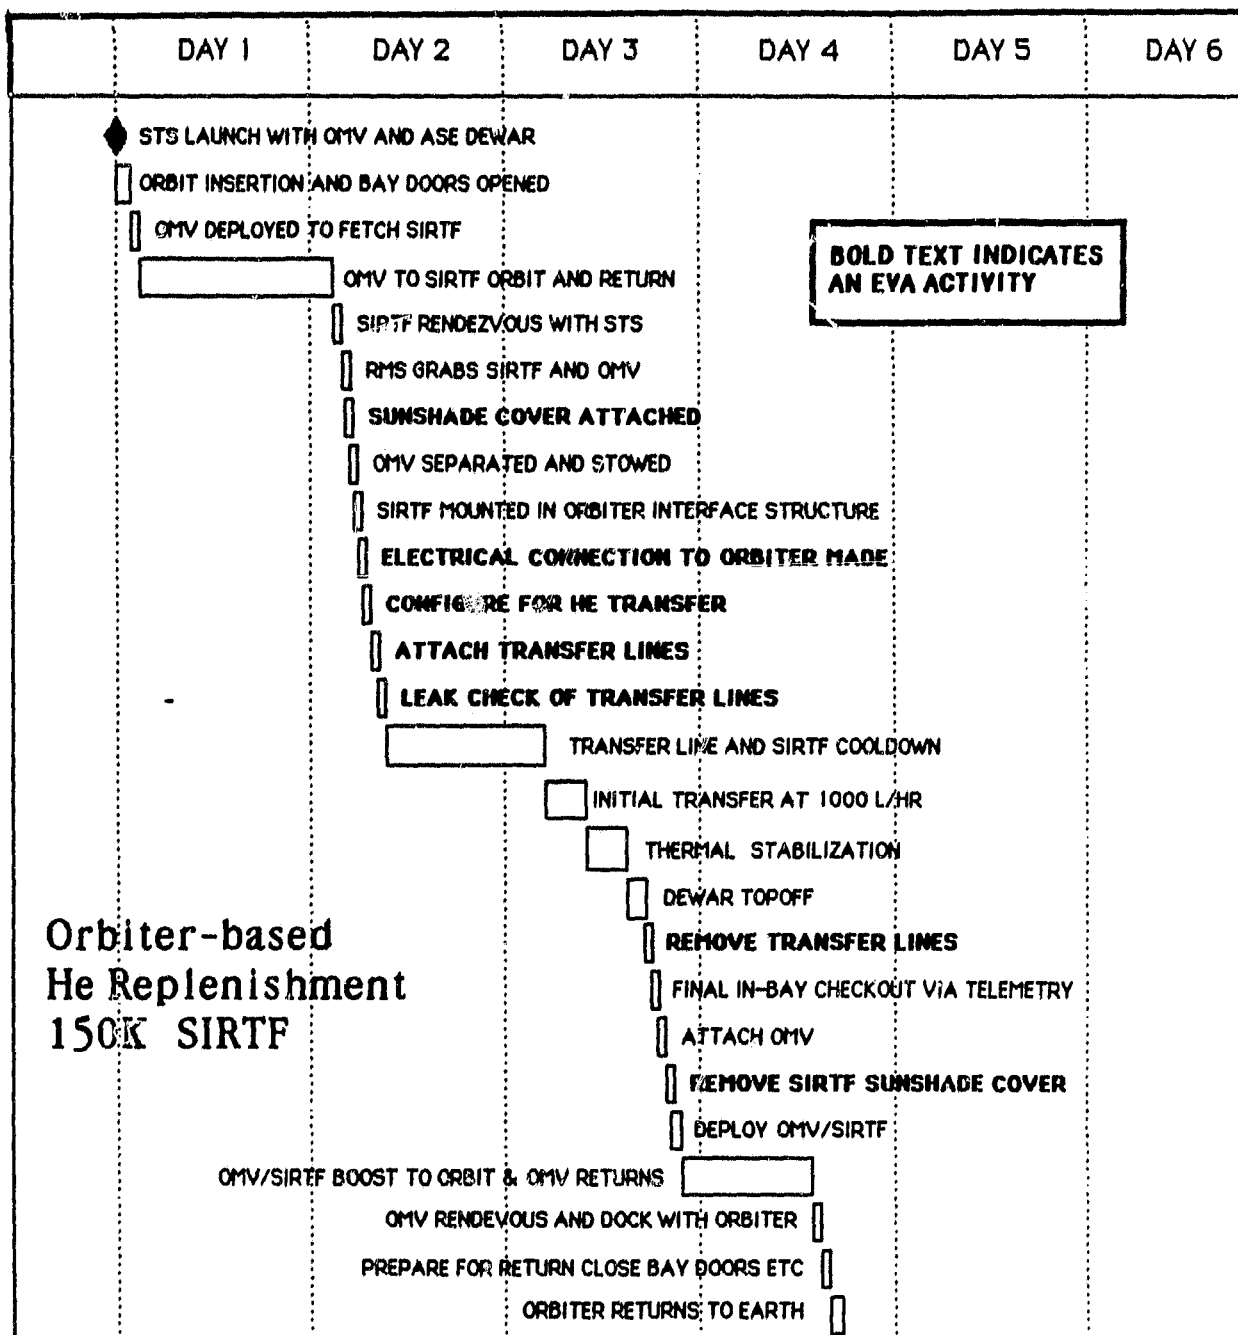 DAY 1 DAY 2 DAY 3 DAY 4 DAY 5 DAY 6
STS LAUNCH WITH OMV AND ASE DEWAR
ORBIT INSERTION AND BAY DOORS OPENED
OMV DEPLOYED TO FETCH SIRTF
BOLD TEXT INDICATES
AN EVA ACTIVITY
OMV TO SIRTF ORBIT AND RETURN
SIRTF RENDEZVOUS WITH STS
RMS GRABS SIRTF AND OMV
SUNSHADE COVER ATTACHED
OMV SEPARATED AND STOWED
SIRTF MOUNTED IN ORBITER INTERFACE STRUCTURE
ELECTRICAL CONNECTION TO ORBITER MADE
CONFIGURE FOR HE TRANSFER
ATTACH TRANSFER LINES
LEAK CHECK OF TRANSFER LINES
TRANSFER LINE AND SIRTF COOLDOWN
INITIAL TRANSFER AT 1000 L/HR
THERMAL STABILIZATION
DEWAR TOPOFF
REMOVE TRANSFER LINES
FINAL IN-BAY CHECKOUT VIA TELEMETRY
ATTACH OMV
REMOVE SIRTF SUNSHADE COVER
DEPLOY OMV/SIRTF
Orbiter-based
He Replenishment
150K SIRTF
OMV/SIRTF BOOST TO ORBIT & OMV RETURNS
OMV RENDEVOUS AND DOCK WITH ORBITER
PREPARE FOR RETURN CLOSE BAY DOORS ETC
ORBITER RETURNS TO EARTH